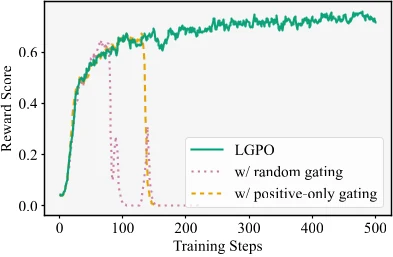 Reward Score
0.6
0.4
0.2
0.0
LGPO
w/ random gating
w/ positive-only gating
0
100
200
300
400
500
Training Steps